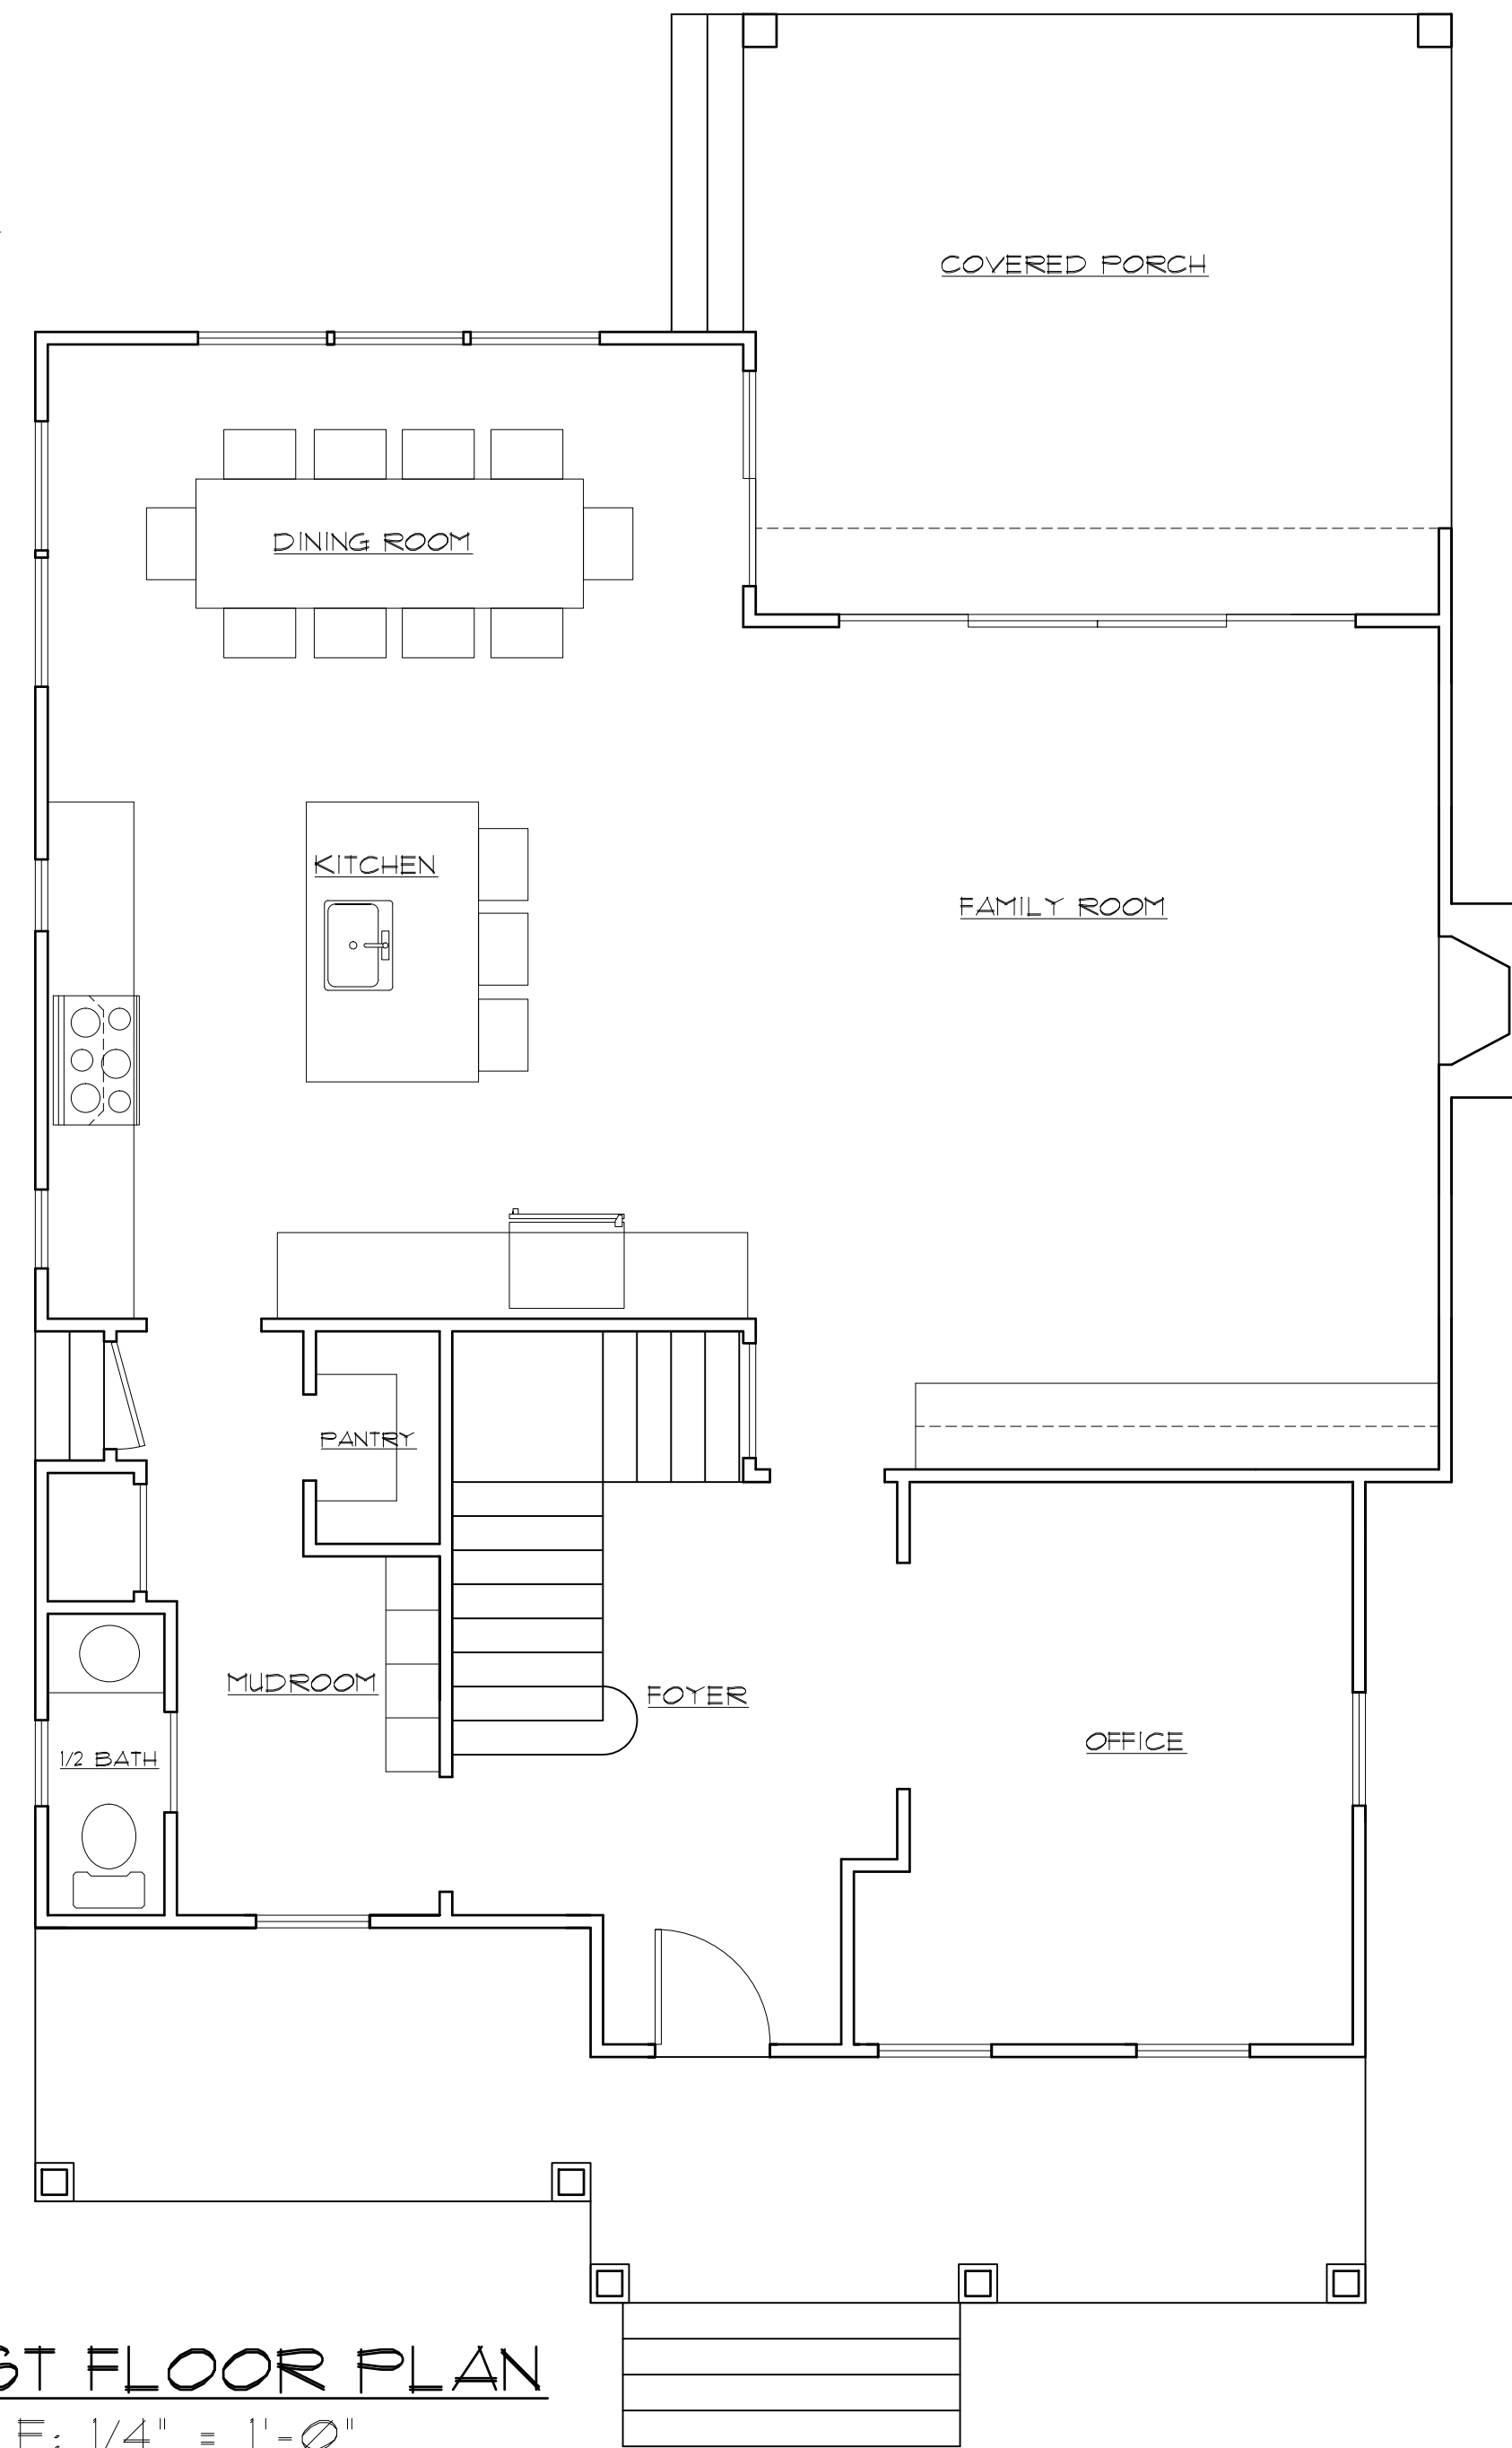 COVERED PORCH
DINING ROOM
KITCHEN
FAMILY ROOM
PANTRY
MUDROOM
FOYER
1/2 BATH
OFFICE
ST FLOOR PLAN
E: 1/4" = 1'-0"